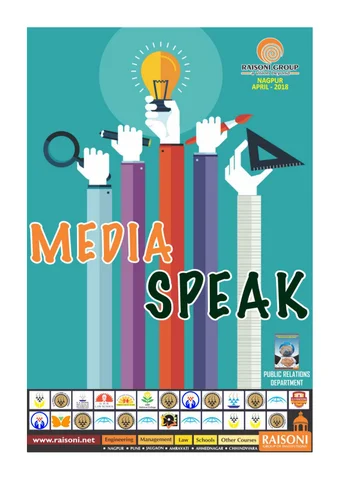 RAISONI GROUP
NAGPUR
APRIL - 2018
MEDIA
SPEAK
PUBLIC RELATIONS
DEPARTMENT
www.raisoni.net Engineering Management Law Schools Other Courses RAISONI
NAGPUR PUNE JALGAON AMRAVATI AHMEDNAGAR CHHINDWARA